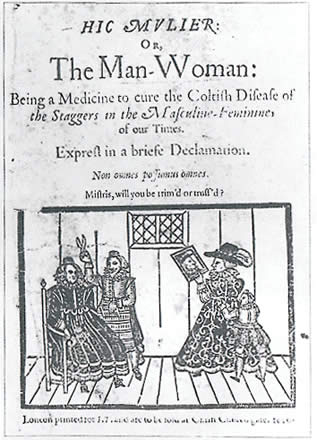 HIC MVLIER:
OR,
The Man-Woman:
Being a Medicine to cure the Coltiſh Diſeaſe of
the Staggers in the Maſculine-Feminines
of our Times.
Expreſt in a briefe Declamation.
Non omnes poſſumus omnes.
Miſtris, will you be trim'd or truſſ'd?
London printed for I.T. and are to be ſold at Chriſt Church gate.